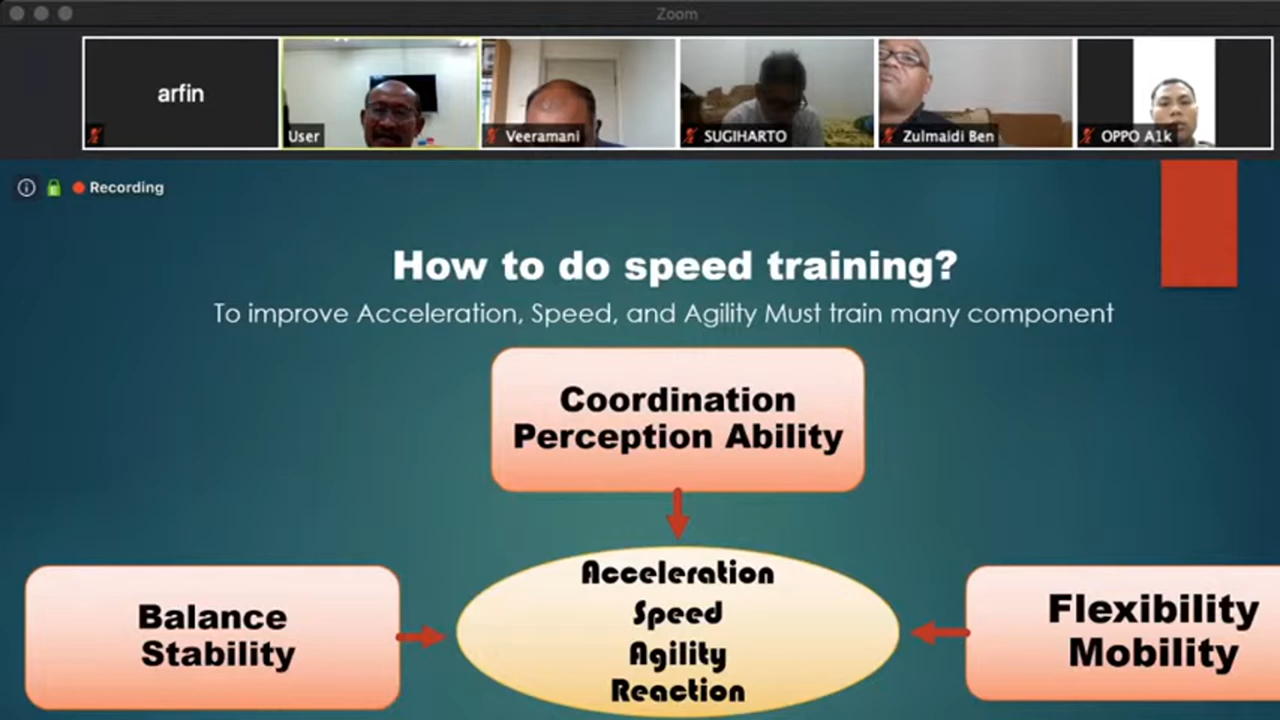 Zoom
arfin
User
Veeramani
SUGIHARTO
Zulmaidi Ben
OPPO A1k
Recording
How to do speed training?
To improve Acceleration, Speed, and Agility Must train many component
Coordination
Perception Ability
Balance
Stability
Acceleration
Speed
Agility
Reaction
Flexibility
Mobility